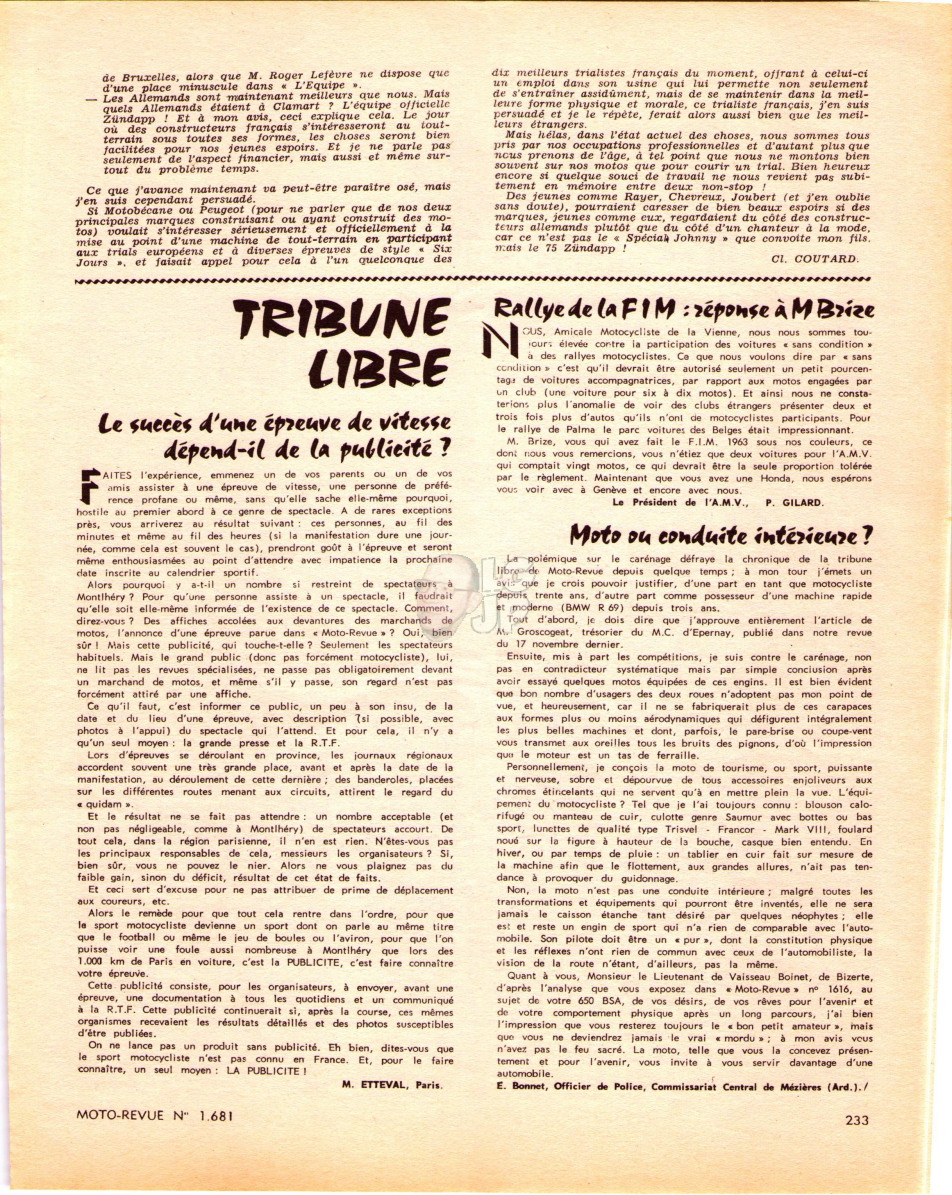 de Bruxelles, alors que M. Roger Lefèvre ne dispose que
d'une place minuscule dans « L'Equipe ».
— Les Allemands sont maintenant meilleurs que nous. Mais
quels Allemands étaient à Clamart ? L'équipe officielle
Zündapp ! Et à mon avis, ceci explique cela. Le jour
où des constructeurs français s'intéresseront au tout-
terrain sous toutes ses formes, les choses seront bien
facilitées pour nos jeunes espoirs. Et je ne parle pas
seulement de l'aspect financier, mais aussi et même sur-
tout du problème temps.
Ce que j'avance maintenant va peut-être paraître osé, mais
j'en suis cependant persuadé.
Si Motobécane ou Peugeot (pour ne parler que de nos deux
principales marques construisant ou ayant construit des mo-
tos) voulait s'intéresser sérieusement et officiellement à la
mise au point d'une machine de tout-terrain en participant
aux trials européens et à diverses épreuves de style « Six
Jours ». et faisait appel pour cela à l'un quelconque des
dix meilleurs trialistes français du moment, offrant à celui-ci
un emploi dans son usine qui lui permette non seulement
de s'entraîner assidûment, mais de se maintenir dans la meil-
leure forme physique et morale, ce trialiste français, j'en suis
persuadé et je le répète, ferait alors aussi bien que les meil-
leurs étrangers.
Mais hélas, dans l'état actuel des choses, nous sommes tous
pris par nos occupations professionnelles et d'autant plus que
nous prenons de l'âge, à tel point que nous ne montons bien
souvent sur nos motos que pour courir un trial. Bien heureux
encore si quelque souci de travail ne nous revient pas subi-
tement en mémoire entre deux non-stop !
Des jeunes comme Rayer, Chevreux, Joubert (et j'en oublie
sans doute), pourraient caresser de bien beaux espoirs si des
marques, jeunes comme eux, regardaient du côté des construc-
teurs allemands plutôt que du côté d'un chanteur à la mode,
car ce n'est pas le « Spécial Johnny » que convoite mon fils.
mais le 75 Zündapp !
Cl. COUTARD.
TRIBUNE
LIBRE
Le succès d'une épreuve de vitesse
dépend-il de la publicité ?
FAITES l'expérience, emmenez un de vos parents ou un de vos
amis assister à une épreuve de vitesse, une personne de préfé-
rence profane ou même, sans qu'elle sache elle-même pourquoi,
hostile au premier abord à ce genre de spectacle. A de rares exceptions
près, vous arriverez au résultat suivant : ces personnes, au fil des
minutes et même au fil des heures (si la manifestation dure une jour-
née, comme cela est souvent le cas), prendront goût à l'épreuve et seront
même enthousiasmées au point d'attendre avec impatience la prochaine
date inscrite au calendrier sportif.
Alors pourquoi y a-t-il un nombre si restreint de spectateurs à
Montlhéry ? Pour qu'une personne assiste à un spectacle, il faudrait
qu'elle soit elle-même informée de l'existence de ce spectacle. Comment,
direz-vous ? Des affiches accolées aux devantures des marchands de
motos, l'annonce d'une épreuve parue dans « Moto-Revue » ? Oui, bien
sûr ! Mais cette publicité, qui touche-t-elle ? Seulement les spectateurs
habituels. Mais le grand public (donc pas forcément motocycliste), lui,
ne lit pas les revues spécialisées, ne passe pas obligatoirement devant
un marchand de motos, et même s'il y passe, son regard n'est pas
forcément attiré par une affiche.
Ce qu'il faut, c'est informer ce public, un peu à son insu, de la
date et du lieu d'une épreuve, avec description (si possible, avec
photos à l'appui) du spectacle qui l'attend. Et pour cela, il n'y a
qu'un seul moyen : la grande presse et la R.T.F.
Lors d'épreuves se déroulant en province, les journaux régionaux
accordent souvent une très grande place, avant et après la date de la
manifestation, au déroulement de cette dernière ; des banderoles, placées
sur les différentes routes menant aux circuits, attirent le regard du
« quidam ».
Et le résultat ne se fait pas attendre : un nombre acceptable (et
non pas négligeable, comme à Montlhéry) de spectateurs accourt. De
tout cela, dans la région parisienne, il n'en est rien. N'êtes-vous pas
les principaux responsables de cela, messieurs les organisateurs ? Si,
bien sûr, vous ne pouvez le nier. Alors ne vous plaignez pas du
faible gain, sinon du déficit, résultat de cet état de faits.
Et ceci sert d'excuse pour ne pas attribuer de prime de déplacement
aux coureurs, etc.
Alors le remède pour que tout cela rentre dans l'ordre, pour que
le sport motocycliste devienne un sport dont on parle au même titre
que le football ou même le jeu de boules ou l'aviron, pour que l'on
puisse voir une foule aussi nombreuse à Montlhéry que lors des
1.000 km de Paris en voiture, c'est la PUBLICITE, c'est faire connaître
votre épreuve.
Cette publicité consiste, pour les organisateurs, à envoyer, avant une
épreuve, une documentation à tous les quotidiens et un communiqué
à la R.T.F. Cette publicité continuerait si, après la course, ces mêmes
organismes recevaient les résultats détaillés et des photos susceptibles
d'être publiées.
On ne lance pas un produit sans publicité. Eh bien, dites-vous que
le sport motocycliste n'est pas connu en France. Et, pour le faire
connaître, un seul moyen : LA PUBLICITE !
M. ETTEVAL, Paris.
Rallye de la FIM : réponse à M Brize
NOUS, Amicale Motocycliste de la Vienne, nous nous sommes tou-
jours élevée contre la participation des voitures « sans condition »
à des rallyes motocyclistes. Ce que nous voulons dire par « sans
condition » c'est qu'il devrait être autorisé seulement un petit pourcen-
tage de voitures accompagnatrices, par rapport aux motos engagées par
un club (une voiture pour six à dix motos). Et ainsi nous ne consta-
terions plus l'anomalie de voir des clubs étrangers présenter deux et
trois fois plus d'autos qu'ils n'ont de motocyclistes participants. Pour
le rallye de Palma le parc voitures des Belges était impressionnant.
M. Brize, vous qui avez fait le F.I.M. 1963 sous nos couleurs, ce
dont nous vous remercions, vous n'étiez que deux voitures pour l'A.M.V.
qui comptait vingt motos, ce qui devrait être la seule proportion tolérée
par le règlement. Maintenant que vous avez une Honda, nous espérons
vous voir avec à Genève et encore avec nous.
Le Président de l'A.M.V., P. GILARD.
Moto ou conduite intérieure ?
La polémique sur le carénage défraye la chronique de la tribune
libre de Moto-Revue depuis quelque temps ; à mon tour j'émets un
avis que je crois pouvoir justifier, d'une part en tant que motocycliste
depuis trente ans, d'autre part comme possesseur d'une machine rapide
et moderne (BMW R 69) depuis trois ans.
Tout d'abord, je dois dire que j'approuve entièrement l'article de
M. Groscogeat, trésorier du M.C. d'Epernay, publié dans notre revue
du 17 novembre dernier.
Ensuite, mis à part les compétitions, je suis contre le carénage, non
pas en contradicteur systématique mais par simple conclusion après
avoir essayé quelques motos équipées de ces engins. Il est bien évident
que bon nombre d'usagers des deux roues n'adoptent pas mon point de
vue, et heureusement, car il ne se fabriquerait plus de ces carapaces
aux formes plus ou moins aérodynamiques qui défigurent intégralement
les plus belles machines et dont, parfois, le pare-brise ou coupe-vent
vous transmet aux oreilles tous les bruits des pignons, d'où l'impression
que le moteur est un tas de ferraille.
Personnellement, je conçois la moto de tourisme, ou sport, puissante
et nerveuse, sobre et dépourvue de tous accessoires enjoliveurs aux
chromes étincelants qui ne servent qu'à en mettre plein la vue. L'équi-
pement du motocycliste ? Tel que je l'ai toujours connu : blouson calo-
rifugé ou manteau de cuir, culotte genre Saumur avec bottes ou bas
sport, lunettes de qualité type Trisvel - Francor - Mark VIII, foulard
noué sur la figure à hauteur de la bouche, casque bien entendu. En
hiver, ou par temps de pluie : un tablier en cuir fait sur mesure de
la machine afin que le flottement, aux grandes allures, n'ait pas ten-
dance à provoquer du guidonnage.
Non, la moto n'est pas une conduite intérieure ; malgré toutes les
transformations et équipements qui pourront être inventés, elle ne sera
jamais le caisson étanche tant désiré par quelques néophytes ; elle
est et reste un engin de sport qui n'a rien de comparable avec l'auto-
mobile. Son pilote doit être un « pur », dont la constitution physique
et les réflexes n'ont rien de commun avec ceux de l'automobiliste, la
vision de la route n'étant, d'ailleurs, pas la même.
Quant à vous, Monsieur le Lieutenant de Vaisseau Boinet, de Bizerte,
d'après l'analyse que vous exposez dans « Moto-Revue » nº 1616, au
sujet de votre 650 BSA, de vos désirs, de vos rêves pour l'avenir et
de votre comportement physique après un long parcours, j'ai bien
l'impression que vous resterez toujours le « bon petit amateur », mais
que vous ne deviendrez jamais le vrai « mordu » ; à mon avis vous
n'avez pas le feu sacré. La moto, telle que vous la concevez présen-
tement et pour l'avenir, vous invite à vous servir davantage d'une
automobile.
E. Bonnet, Officier de Police, Commissariat Central de Mézières (Ard.)./
MOTO-REVUE Nº 1.681
233